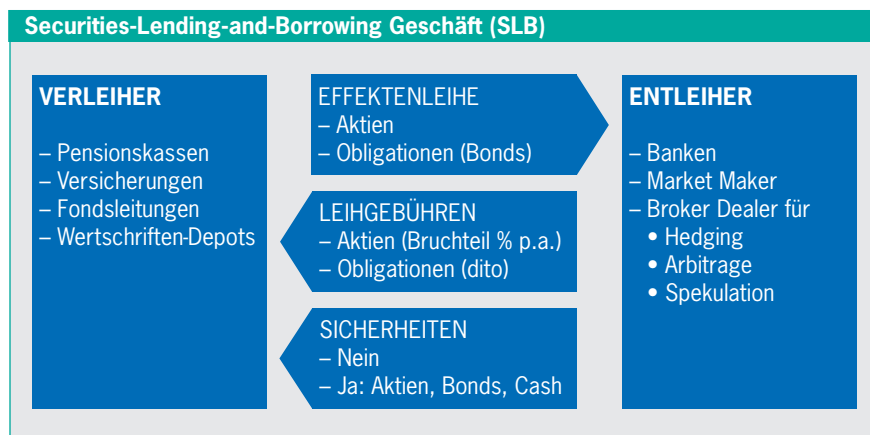 Securities-Lending-and-Borrowing Geschäft (SLB)
VERLEIHER
– Pensionskassen
– Versicherungen
– Fondsleitungen
– Wertschriften-Depots
EFFEKTENLEIHE
– Aktien
– Obligationen (Bonds)
LEIHGEBÜHREN
– Aktien (Bruchteil % p.a.)
– Obligationen (dito)
SICHERHEITEN
– Nein
– Ja: Aktien, Bonds, Cash
ENTLEIHER
– Banken
– Market Maker
– Broker Dealer für
• Hedging
• Arbitrage
• Spekulation